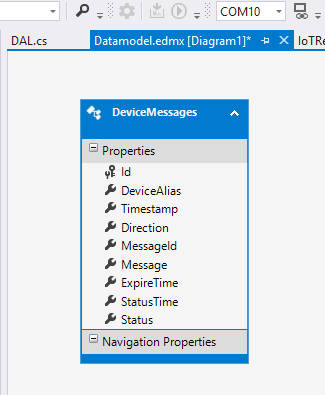 COM10
DAL.cs
Datamodel.edmx [Diagram1]*
IoTRe
DeviceMessages
Properties
Id
DeviceAlias
Timestamp
Direction
MessageId
Message
ExpireTime
StatusTime
Status
Navigation Properties